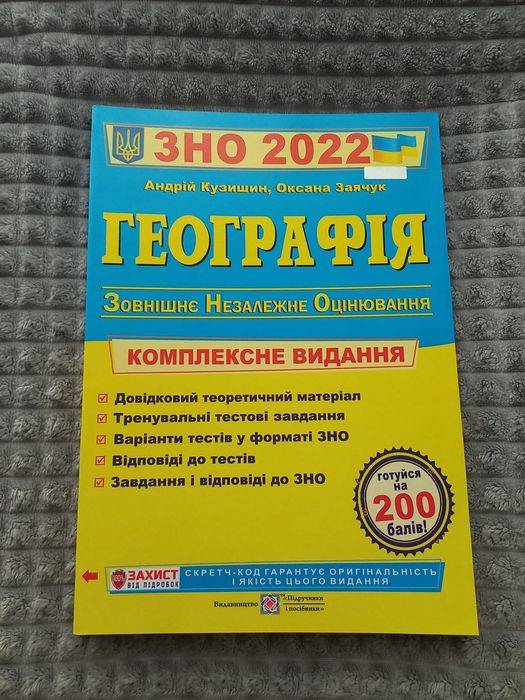 ЗНО 2022
Андрій Кузишин, Оксана Заячук
ГЕОГРАФІЯ
Зовнішнє Незалежне Оцінювання
КОМПЛЕКСНЕ ВИДАННЯ
Довідковий теоретичний матеріал
Тренувальні тестові завдання
Варіанти тестів у форматі ЗНО
Відповіді до тестів
Завдання і відповіді до ЗНО
готуйся
на
200
балів!
100%
ЗАХИСТ
ВІД ПІДРОБОК
СКРЕТЧ-КОД ГАРАНТУЄ ОРИГІНАЛЬНІСТЬ
І ЯКІСТЬ ЦЬОГО ВИДАННЯ
Видавництво
«Підручники
і посібники»